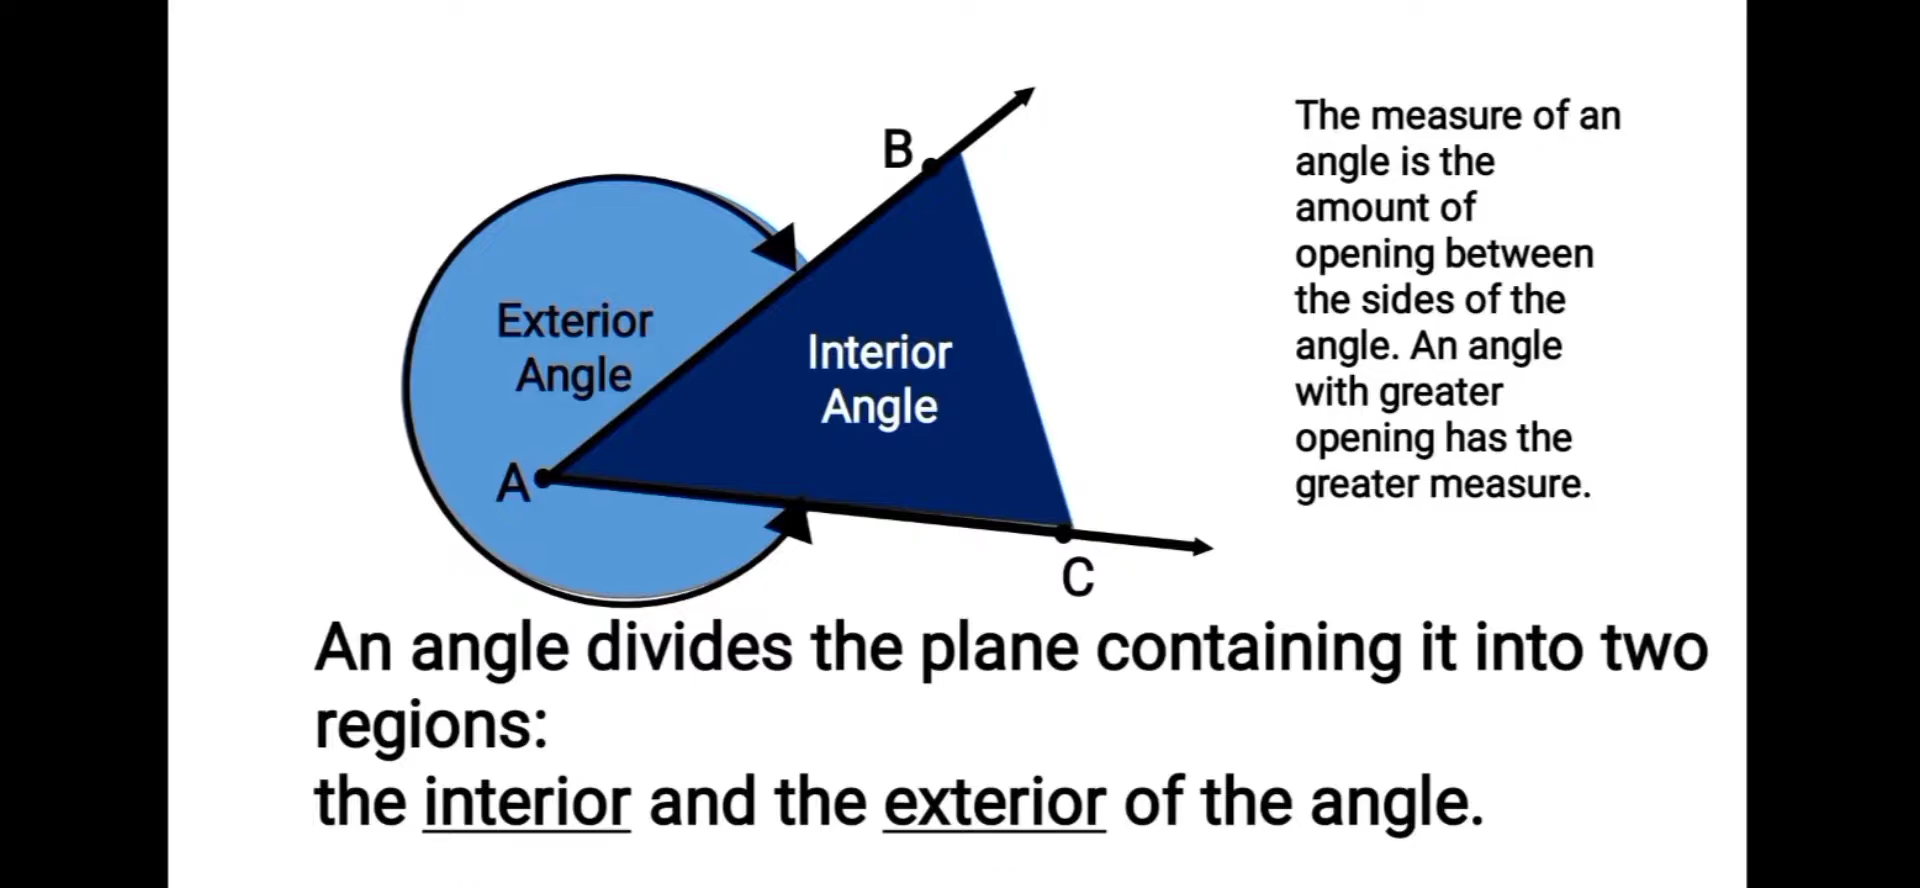 B
Exterior
Angle
Interior
Angle
A
C
The measure of an
angle is the
amount of
opening between
the sides of the
angle. An angle
with greater
opening has the
greater measure.
An angle divides the plane containing it into two
regions:
the interior and the exterior of the angle.